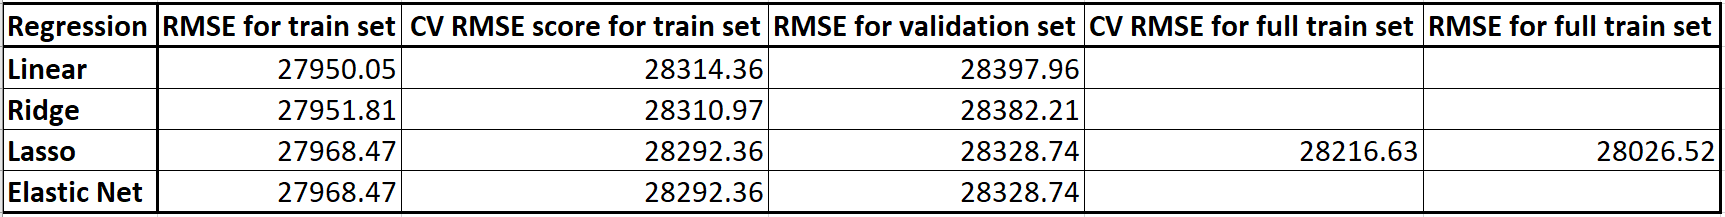 Regression RMSE for train set CV RMSE score for train set RMSE for validation set CV RMSE for full train set RMSE for full train set
Linear 27950.05 28314.36 28397.96
Ridge 27951.81 28310.97 28382.21
Lasso 27968.47 28292.36 28328.74 28216.63 28026.52
Elastic Net 27968.47 28292.36 28328.74